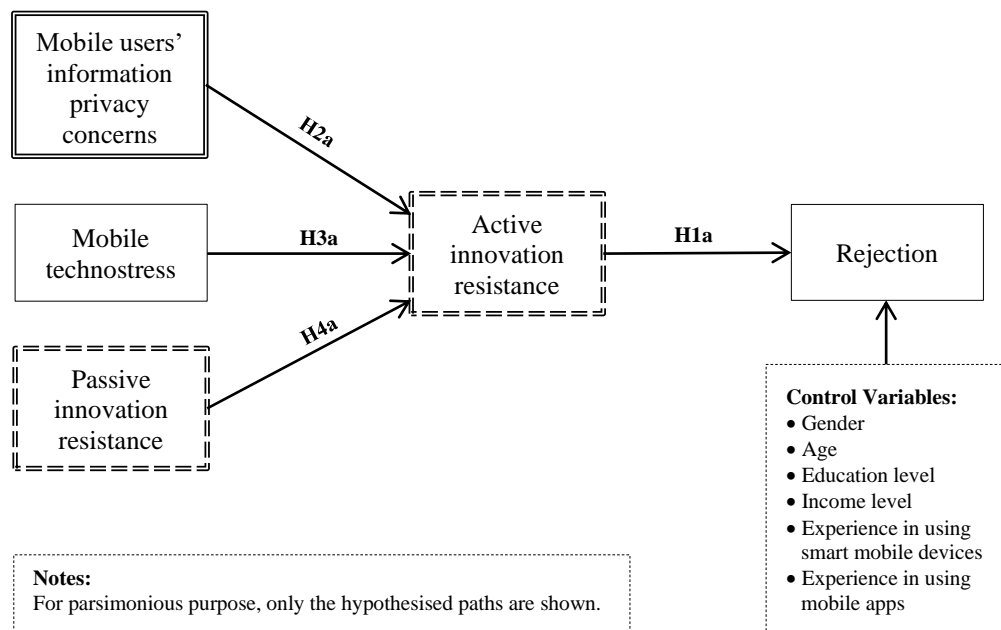 Mobile users’
information
privacy
concerns
H2a
Mobile
technostress
H3a
Passive
innovation
resistance
H4a
Active
innovation
resistance
H1a
Rejection
Control Variables:
• Gender
• Age
• Education level
• Income level
• Experience in using
smart mobile devices
• Experience in using
mobile apps
Notes:
For parsimonious purpose, only the hypothesised paths are shown.